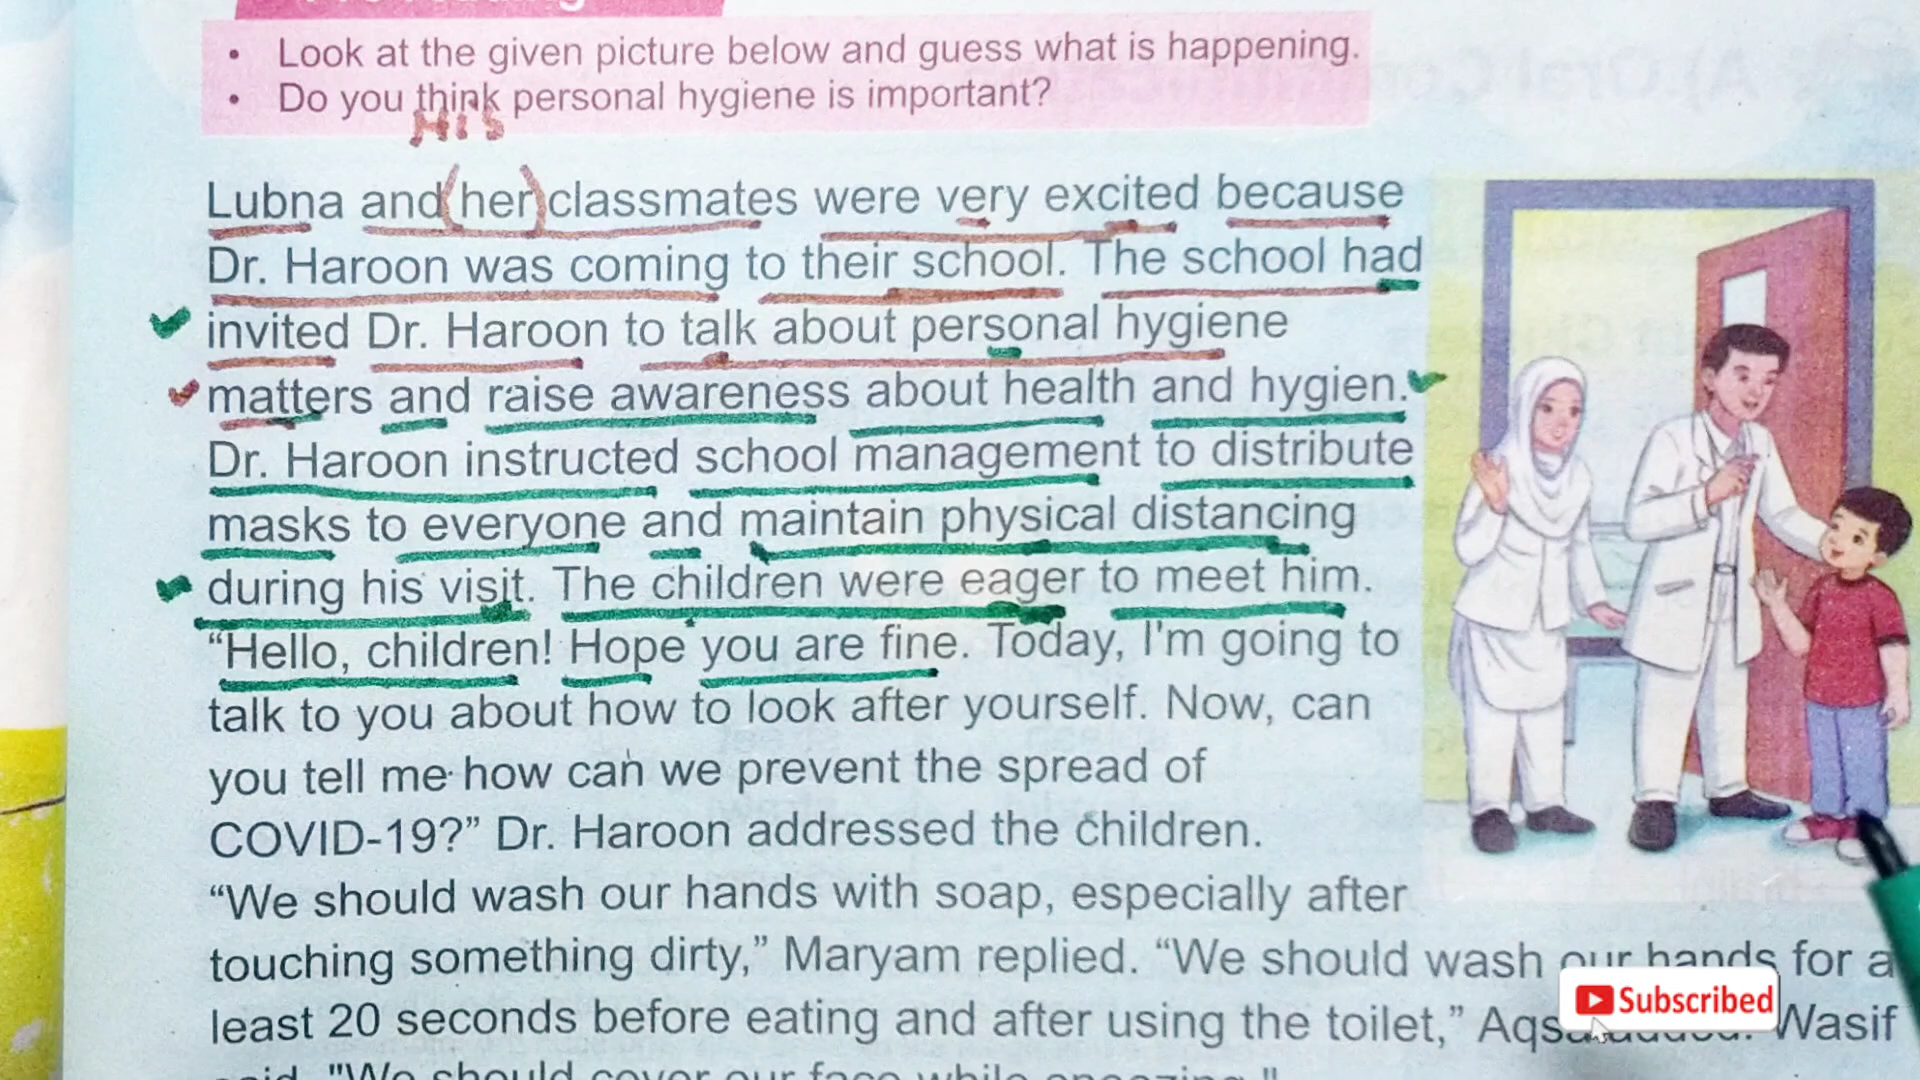 • Look at the given picture below and guess what is happening.
• Do you think personal hygiene is important?
His
Lubna and (her) classmates were very excited because
Dr. Haroon was coming to their school. The school had
invited Dr. Haroon to talk about personal hygiene
matters and raise awareness about health and hygien.
Dr. Haroon instructed school management to distribute
masks to everyone and maintain physical distancing
during his visit. The children were eager to meet him.
“Hello, children! Hope you are fine. Today, I'm going to
talk to you about how to look after yourself. Now, can
you tell me how can we prevent the spread of
COVID-19?” Dr. Haroon addressed the children.
“We should wash our hands with soap, especially after
touching something dirty,” Maryam replied. “We should wash our hands for a
least 20 seconds before eating and after using the toilet,” Wasif
"We should cover our face while sneezing."
Subscribed